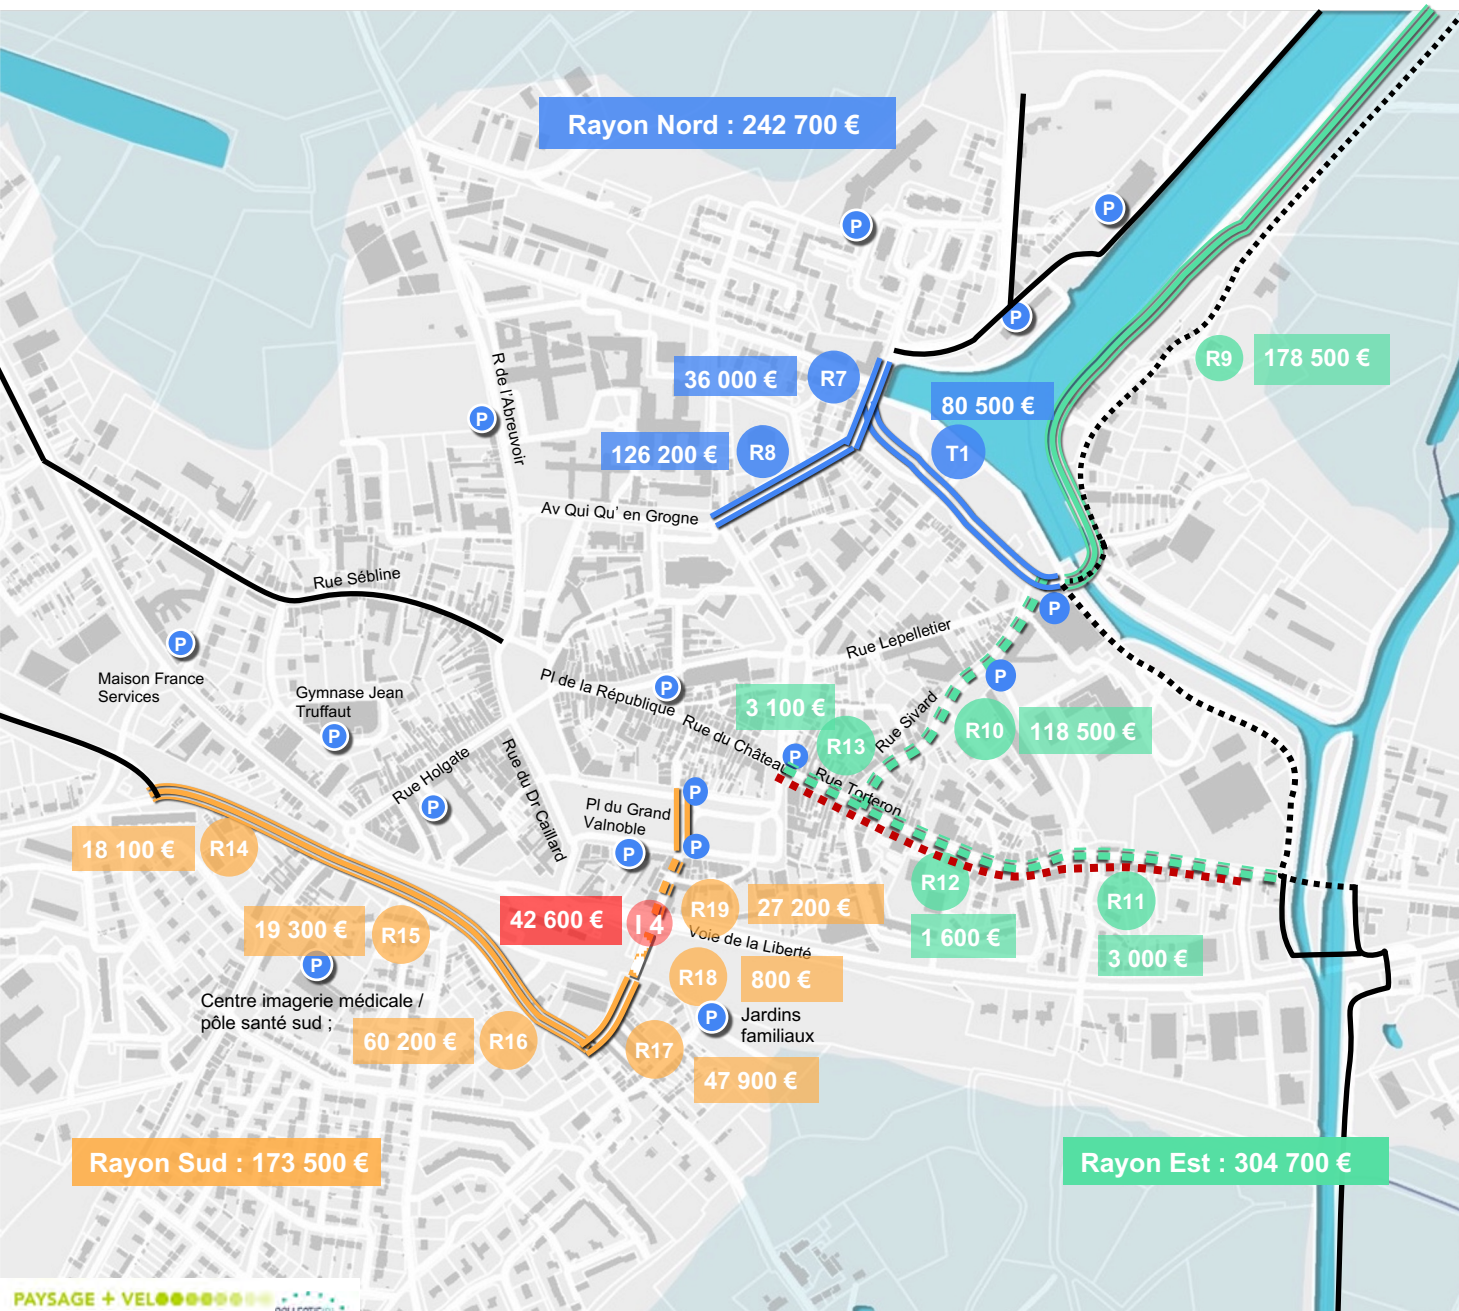 Rayon Nord : 242 700 €
P
P
P
R9
178 500 €
36 000 €
R7
80 500 €
R de l'Abreuvoir
P
126 200 €
R8
T1
Av Qui Qu' en Grogne
Rue Sébline
P
Rue Lepelletier
P
Maison France
Services
Gymnase Jean
Truffaut
P
Pl de la République
P
P
3 100 €
R13
Rue Sivard
R10
118 500 €
Rue du Château
P
Rue Torteron
Rue Holgate
P
Rue du Dr Caillard
P
Pl du Grand
Valnoble
P
P
18 100 €
R14
R12
R11
42 600 €
I 4
R19
27 200 €
19 300 €
R15
1 600 €
Voie de la Liberté
3 000 €
P
R18
800 €
Centre imagerie médicale /
pôle santé sud ;
P
Jardins
familiaux
60 200 €
R16
R17
47 900 €
Rayon Sud : 173 500 €
Rayon Est : 304 700 €
PAYSAGE + VELO